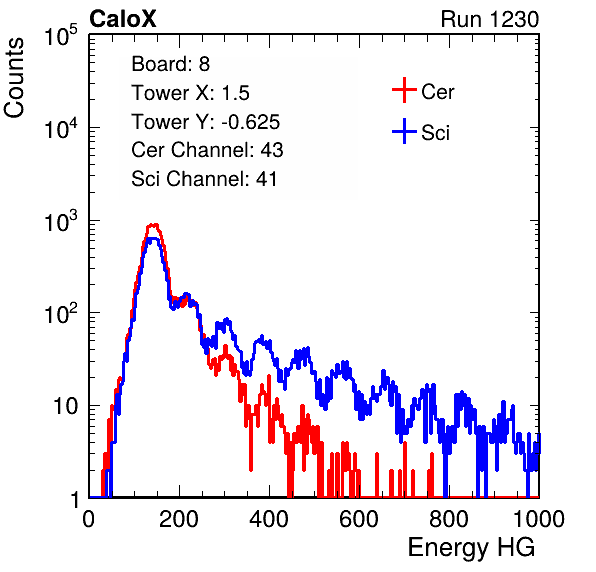 CaloX Run 1230
Counts
Board: 8
Tower X: 1.5
Tower Y: -0.625
Cer Channel: 43
Sci Channel: 41
Cer
Sci
10^5
10^4
10^3
10^2
10
1
0 200 400 600 800 1000
Energy HG